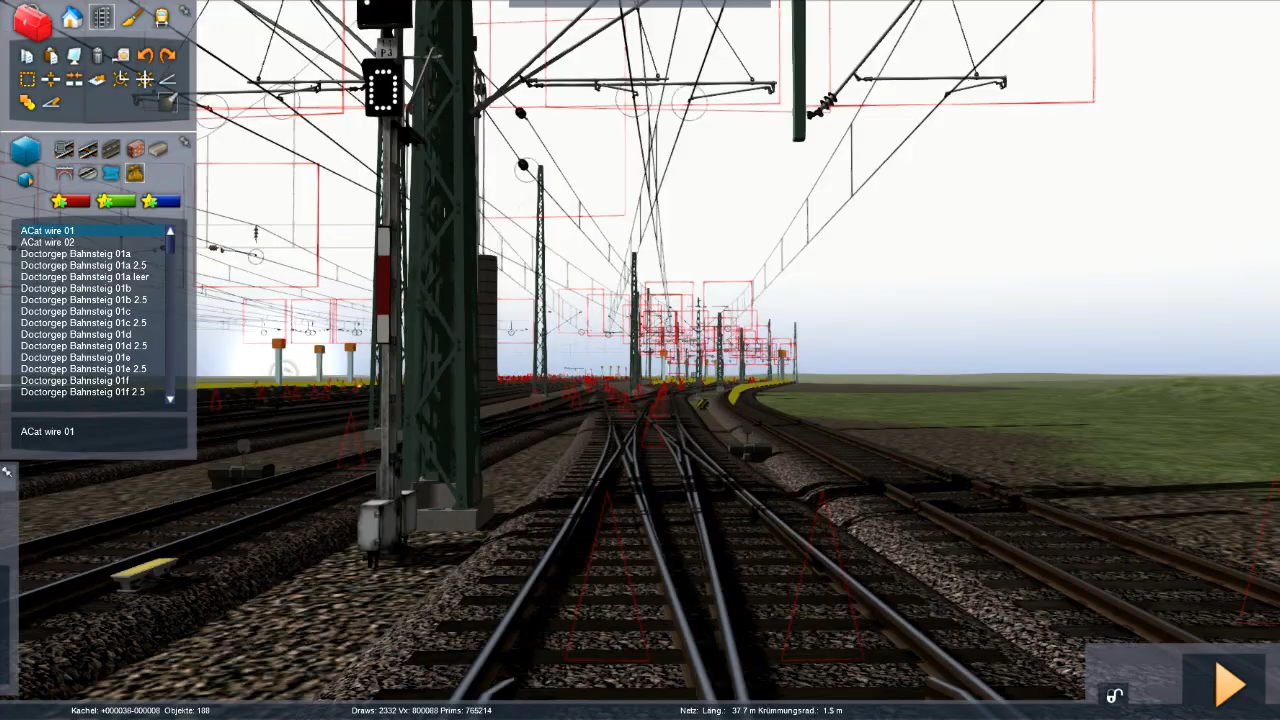 P3
ACat wire 01
ACat wire 02
Doctorgep Bahnsteig 01a
Doctorgep Bahnsteig 01a 2.5
Doctorgep Bahnsteig 01a leer
Doctorgep Bahnsteig 01b
Doctorgep Bahnsteig 01b 2.5
Doctorgep Bahnsteig 01c
Doctorgep Bahnsteig 01c 2.5
Doctorgep Bahnsteig 01d
Doctorgep Bahnsteig 01d 2.5
Doctorgep Bahnsteig 01e
Doctorgep Bahnsteig 01e 2.5
Doctorgep Bahnsteig 01f
Doctorgep Bahnsteig 01f 2.5
ACat wire 01
Kachel: +000038-000008 Objekte: 188
Draws: 2332 Vx: 800088 Prims: 765214
Netz: Läng.: 37.7 m Krümmungsrad.: 1.$ m